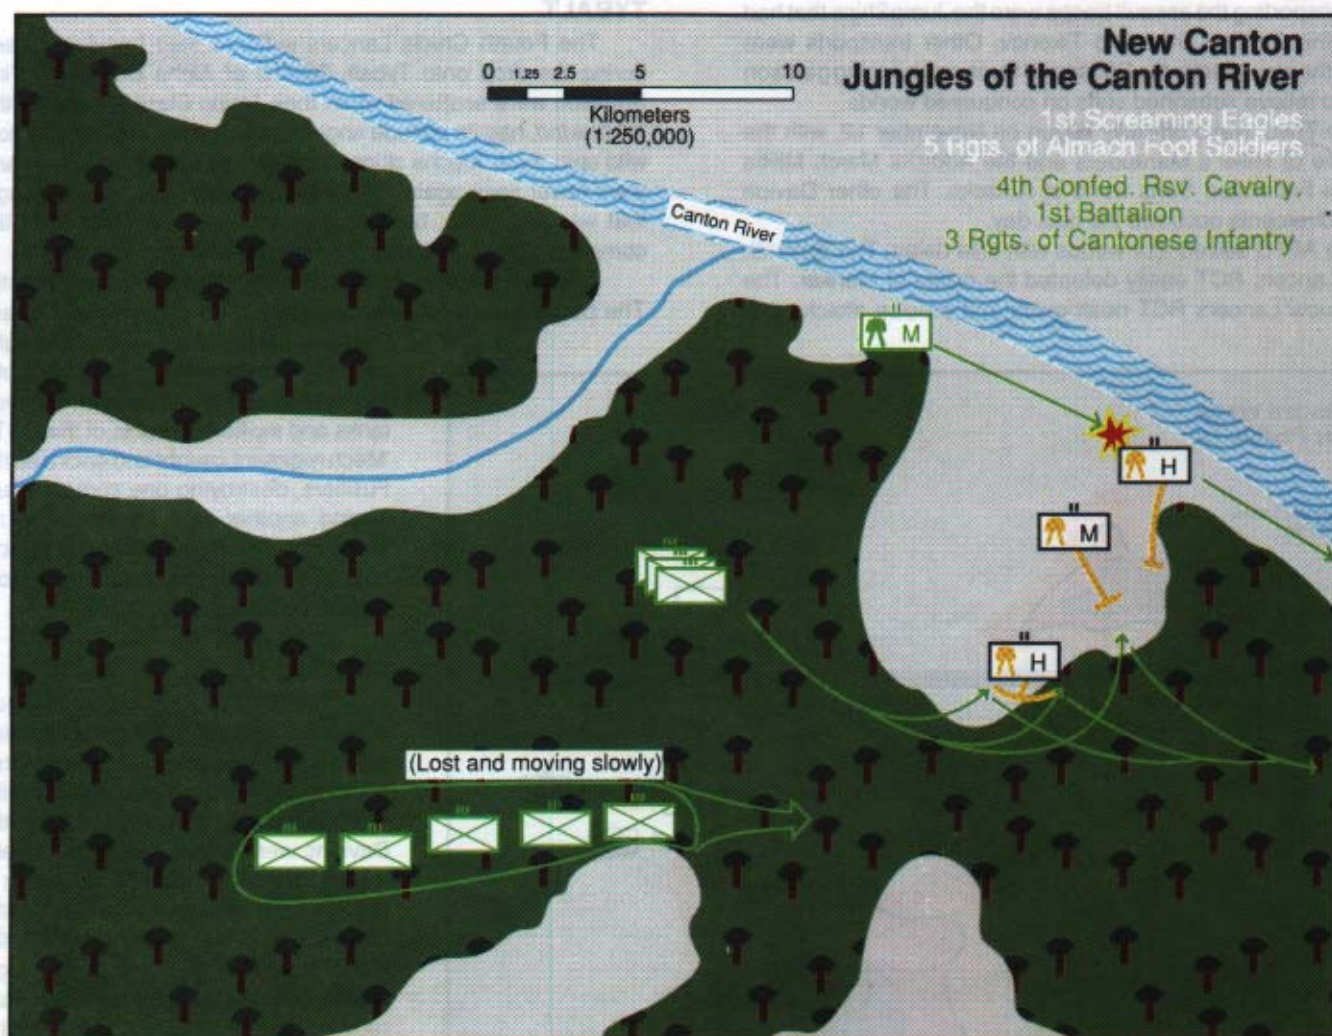 New Canton
Jungles of the Canton River
1st Screaming Eagles
5 Rgts. of Almach Foot Soldiers
4th Confed. Rsv. Cavalry.
1st Battalion
3 Rgts. of Cantonese Infantry
0 1.25 2.5 5 10
Kilometers
(1:250,000)
Canton River
M
H
M
H
(Lost and moving slowly)